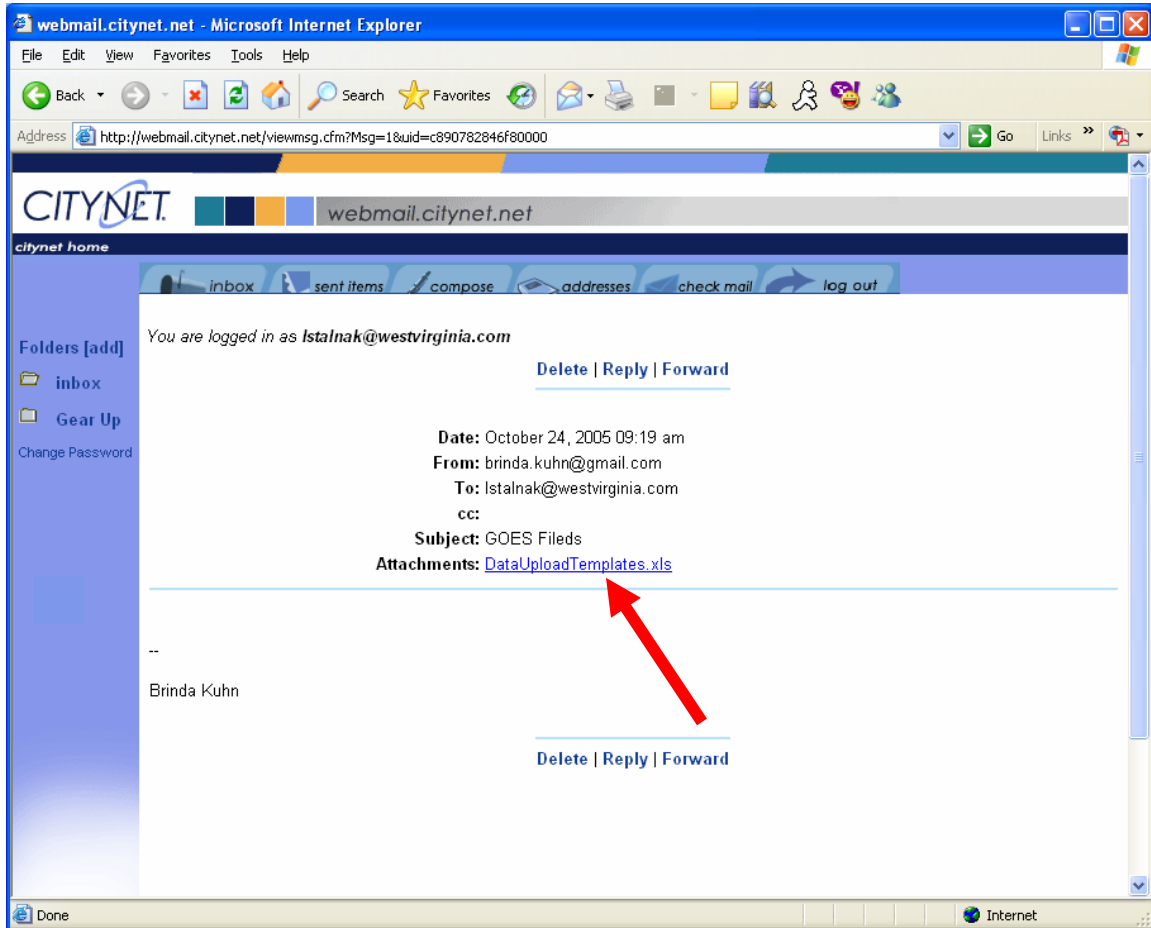 webmail.citynet.net - Microsoft Internet Explorer
File Edit View Favorites Tools Help
Back Search Favorites
Address http://webmail.citynet.net/viewmsg.cfm?Msg=1&uid=c890782846f80000 Go Links »
CITYNET. webmail.citynet.net
citynet home
inbox sent items compose addresses check mail log out
You are logged in as lstalnak@westvirginia.com
Folders [add]
Delete | Reply | Forward
inbox
Gear Up
Change Password
Date: October 24, 2005 09:19 am
From: brinda.kuhn@gmail.com
To: lstalnak@westvirginia.com
cc:
Subject: GOES Fileds
Attachments: DataUploadTemplates.xls
--
Brinda Kuhn
Delete | Reply | Forward
Done Internet